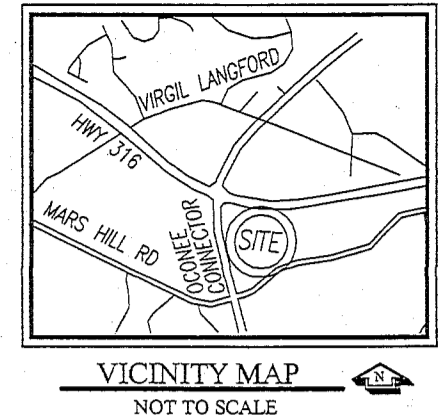 VIRGIL LANGFORD
HWY 316
MARS HILL RD
OCONEE
CONNECTOR
SITE
VICINITY MAP
N
NOT TO SCALE